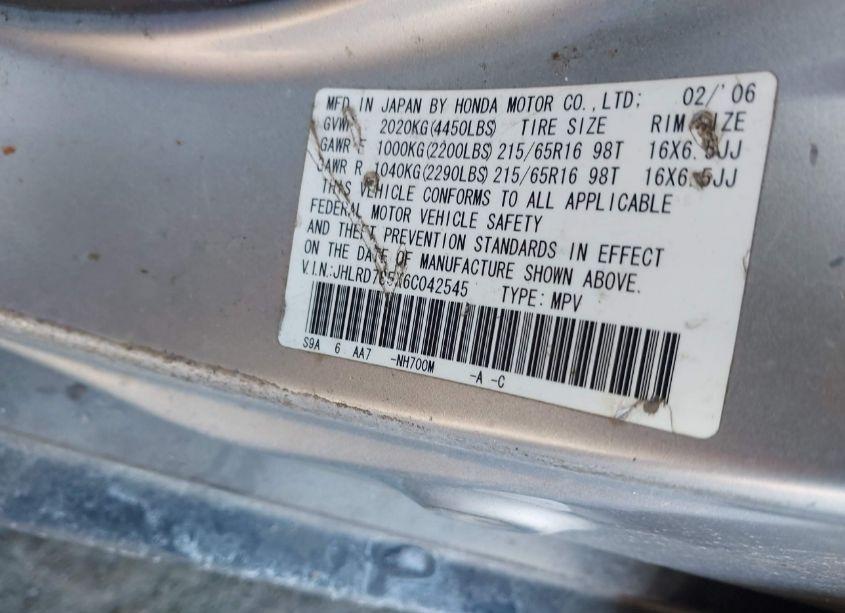 MFD IN JAPAN BY HONDA MOTOR CO.,LTD; 02/'06
GVWR 2020KG(4450LBS) TIRE SIZE RIM SIZE
GAWR F 1000KG(2200LBS) 215/65R16 98T 16X6.5JJ
GAWR R 1040KG(2290LBS) 215/65R16 98T 16X6.5JJ
THIS VEHICLE CONFORMS TO ALL APPLICABLE
FEDERAL MOTOR VEHICLE SAFETY
AND THEFT PREVENTION STANDARDS IN EFFECT
ON THE DATE OF MANUFACTURE SHOWN ABOVE.
V.I.N.: TYPE: MPV
S9A 6 AA7 -NH700M -A -C
P